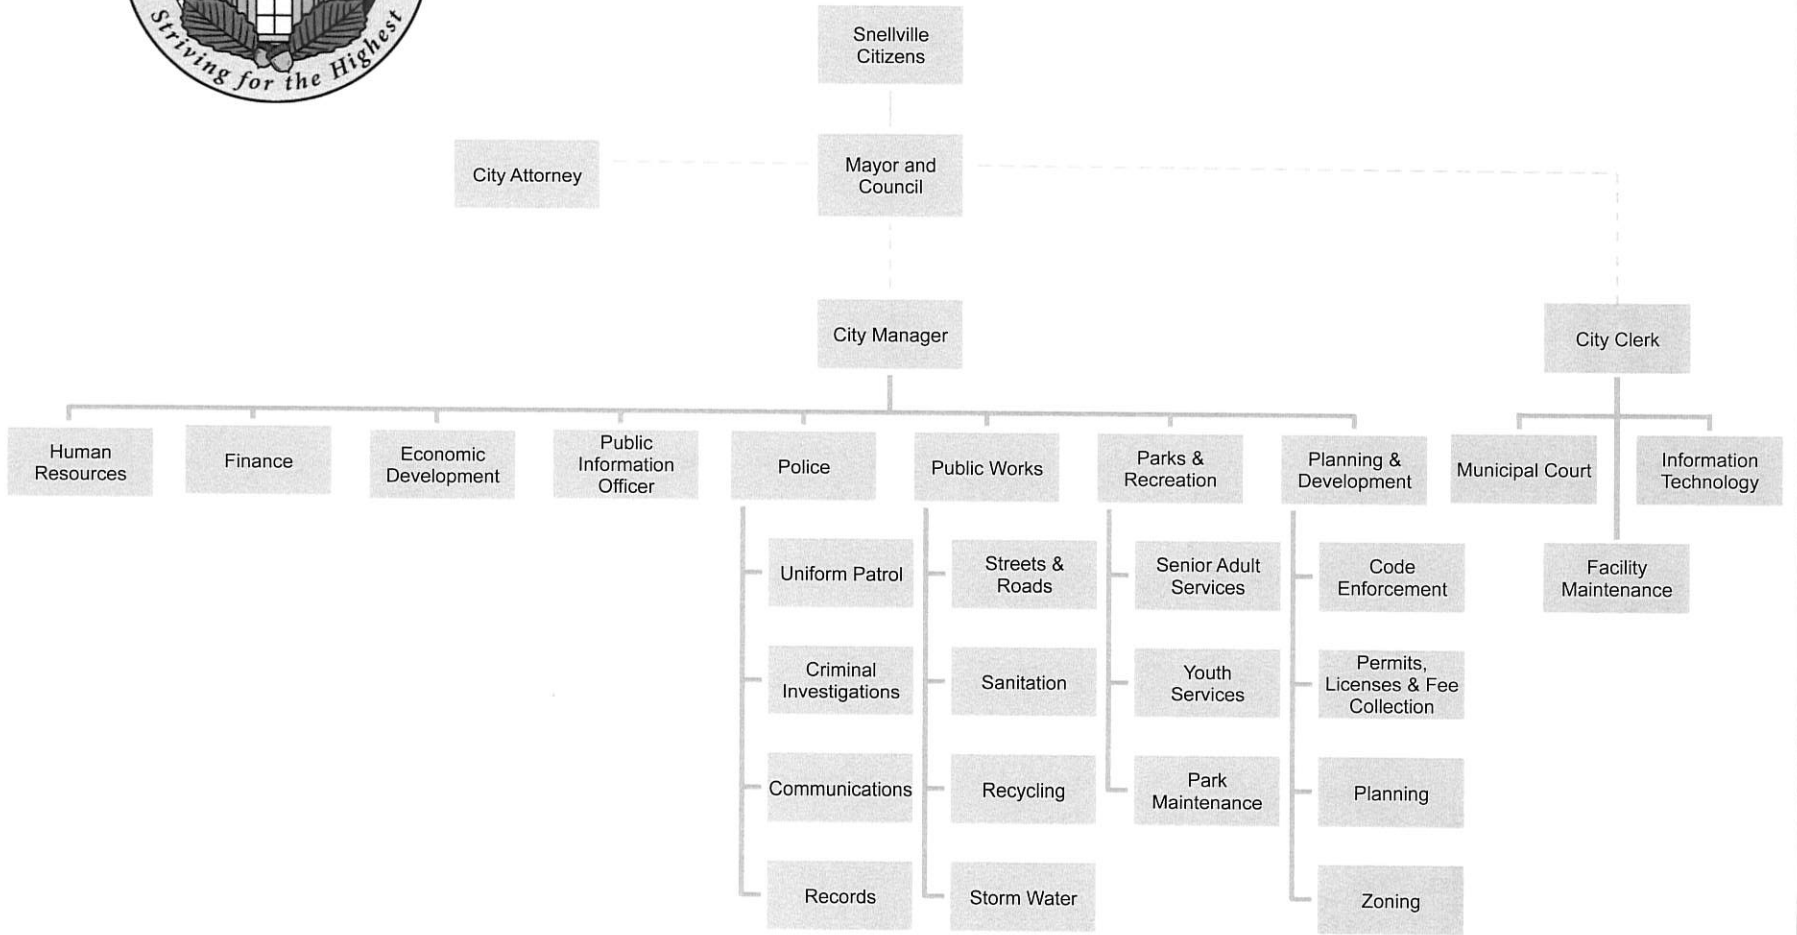 Striving for the Highest
Snellville
Citizens
City Attorney
Mayor and
Council
City Manager
City Clerk
Human
Resources
Finance
Economic
Development
Public
Information
Officer
Police
Public Works
Parks &
Recreation
Planning &
Development
Municipal Court
Information
Technology
Uniform Patrol
Streets &
Roads
Senior Adult
Services
Code
Enforcement
Facility
Maintenance
Criminal
Investigations
Sanitation
Youth
Services
Permits,
Licenses & Fee
Collection
Communications
Recycling
Park
Maintenance
Planning
Records
Storm Water
Zoning